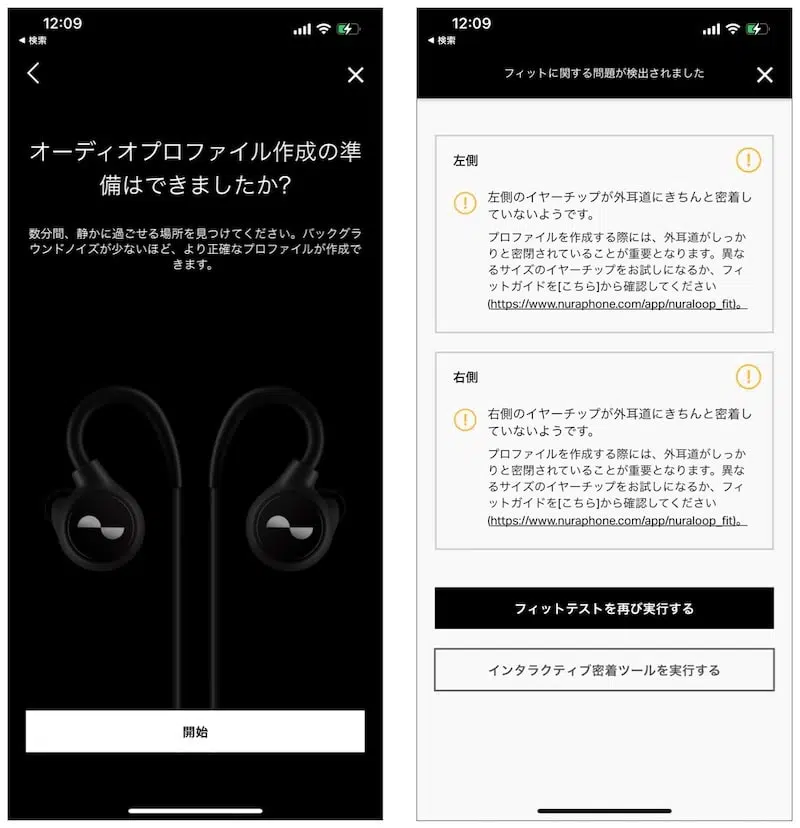 12:09
◀ 検索
オーディオプロファイル作成の準
備はできましたか?
数分間、静かに過ごせる場所を見つけてください。バックグラ
ウンドノイズが少ないほど、より正確なプロファイルが作成で
きます。
開始
12:09
◀ 検索
フィットに関する問題が検出されました
左側
左側のイヤーチップが外耳道にきちんと密着し
ていないようです。
プロファイルを作成する際には、外耳道がしっか
りと密閉されていることが重要となります。異な
るサイズのイヤーチップをお試しになるか、フィ
ットガイドを[こちら]から確認してください
(https://www.nuraphone.com/app/nuraloop_fit)。
右側
右側のイヤーチップが外耳道にきちんと密着し
ていないようです。
プロファイルを作成する際には、外耳道がしっか
りと密閉されていることが重要となります。異な
るサイズのイヤーチップをお試しになるか、フィ
ットガイドを[こちら]から確認してください
(https://www.nuraphone.com/app/nuraloop_fit)。
フィットテストを再び実行する
インタラクティブ密着ツールを実行する